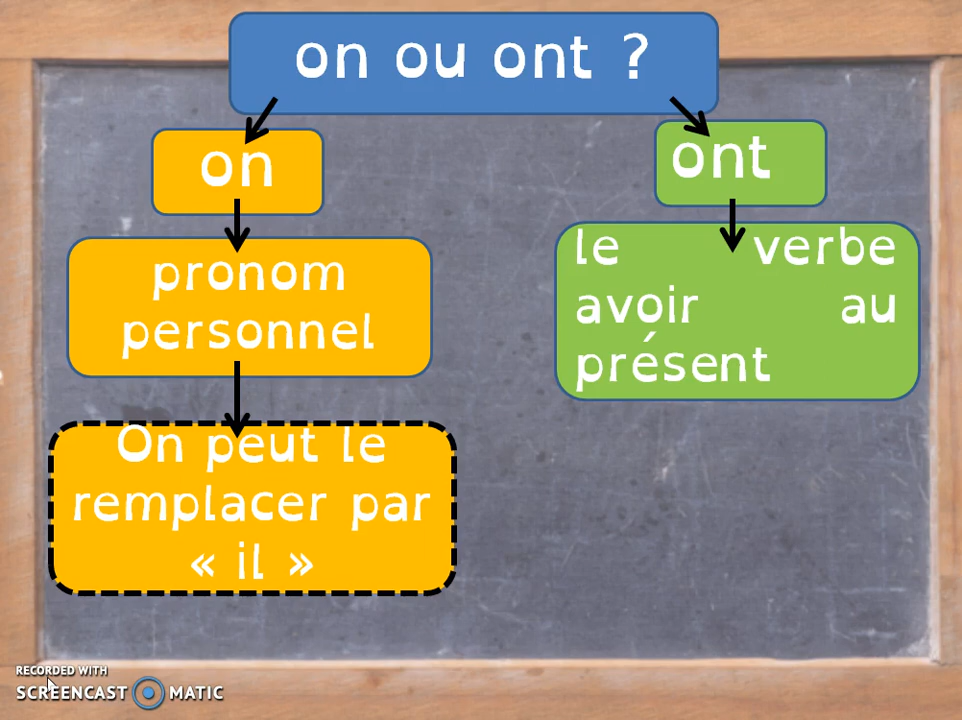 on ou ont ?
on
ont
pronom
personnel
le verbe
avoir au
présent
On peut le
remplacer par
« il »
RECORDED WITH
SCREENCAST MATIC